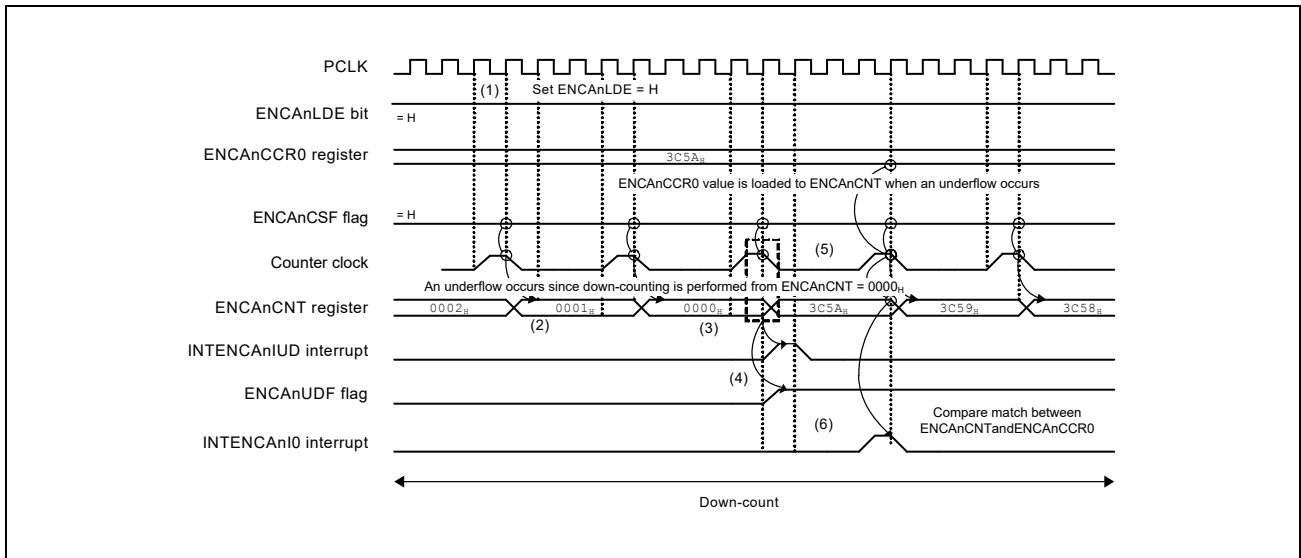 PCLK
(1) Set ENCAnLDE = H
ENCAnLDE bit
= H
ENCAnCCR0 register
3C5AH
ENCAnCCR0 value is loaded to ENCAnCNT when an underflow occurs
ENCAnCSF flag
= H
(5)
Counter clock
An underflow occurs since down-counting is performed from ENCAnCNT = 0000H
ENCAnCNT register
0002H 0001H 0000H 3C5AH 3C59H 3C58H
(2) (3)
INTENCAnIUD interrupt
(4)
ENCAnUDF flag
(6)
Compare match between
ENCAnCNTandENCAnCCR0
INTENCAnI0 interrupt
Down-count